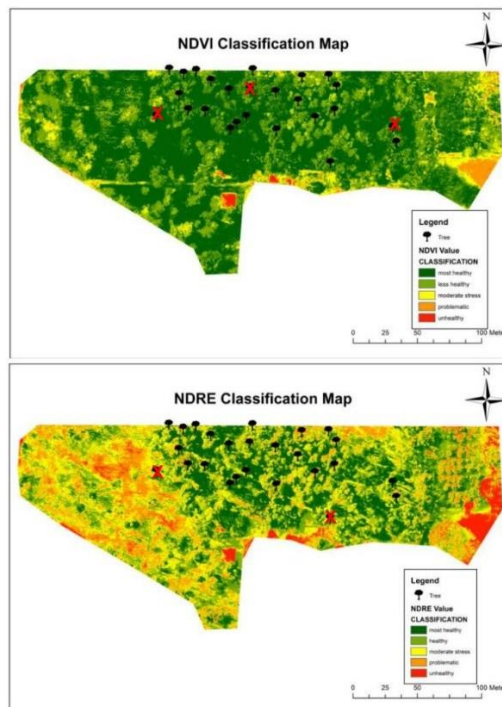 N
NDVI Classification Map
Legend
Tree
NDVI Value
CLASSIFICATION
most healthy
less healthy
moderate stress
problematic
unhealthy
0 25 50 100 Mete
N
NDRE Classification Map
Legend
Tree
NDRE Value
CLASSIFICATION
most healthy
healthy
moderate stress
problematic
unhealthy
0 25 50 100 Mete